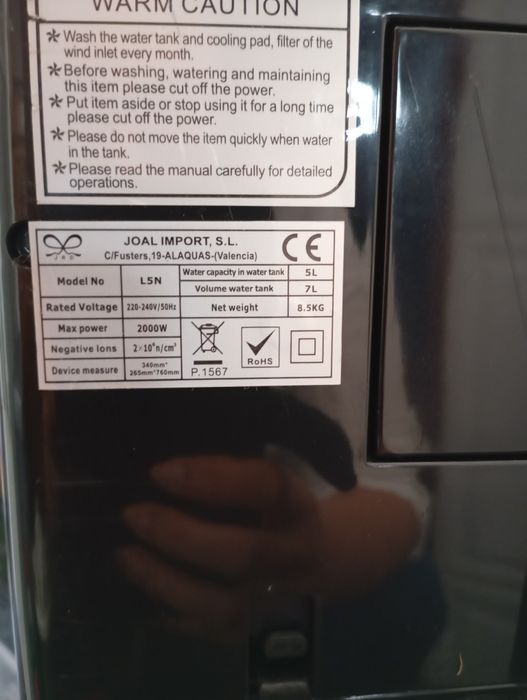 WARM CAUTION
* Wash the water tank and cooling pad, filter of the
wind inlet every month.
* Before washing, watering and maintaining
this item please cut off the power.
* Put item aside or stop using it for a long time
please cut off the power.
* Please do not move the item quickly when water
in the tank.
* Please read the manual carefully for detailed
operations.
JRD
JOAL IMPORT, S.L.
C/Fusters,19-ALAQUAS-(Valencia)
CE
Model No L5N
Water capacity in water tank 5L
Volume water tank 7L
Rated Voltage 220-240V/50Hz
Net weight 8.5KG
Max power 2000W
Negative Ions
Device measure 340mm*
265mm*760mm
P.1567
RoHS